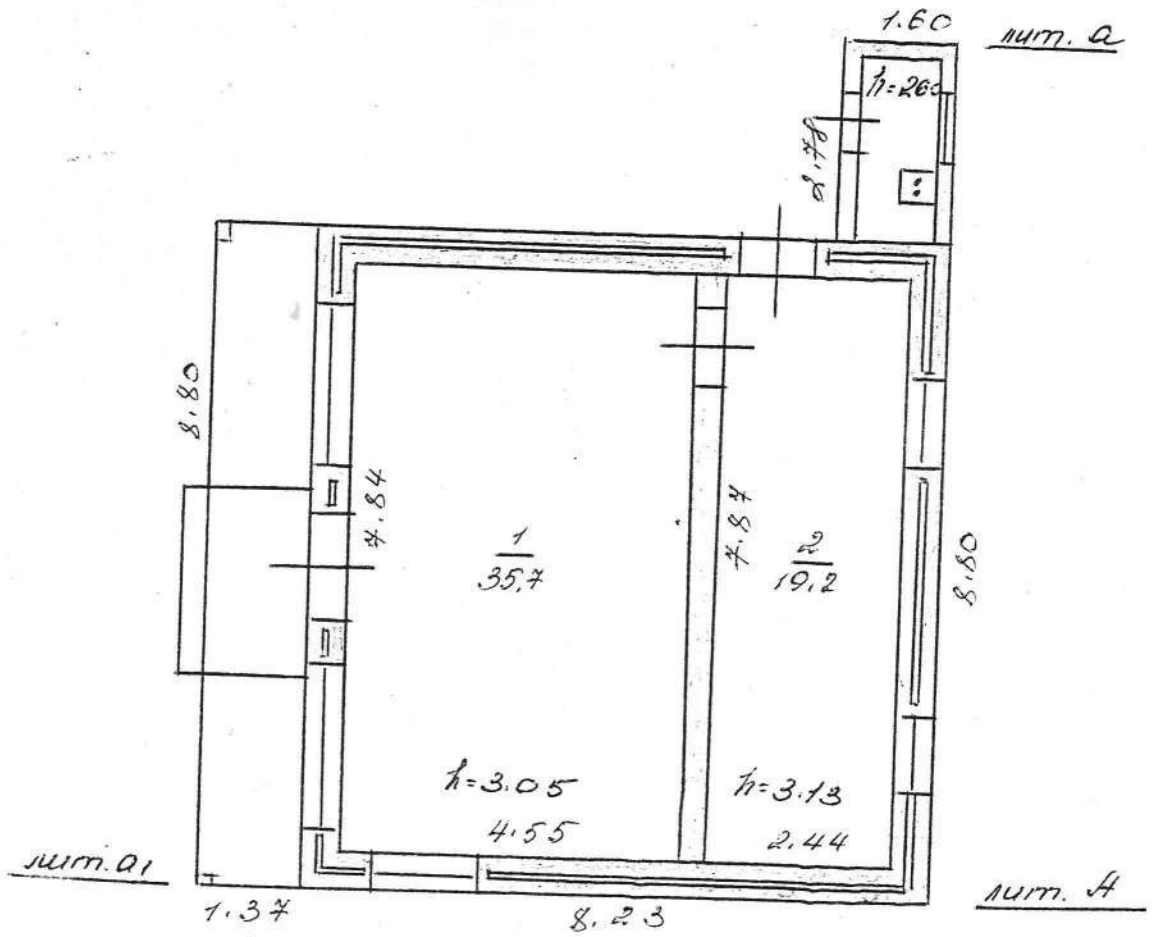 1.60
лит. а
h=260
2.78
8.80
7.84
1
35,7
7.87
2
19,2
8.80
h=3.05
4.55
h=3.13
2.44
лит. а1
1.37
8.23
лит. А